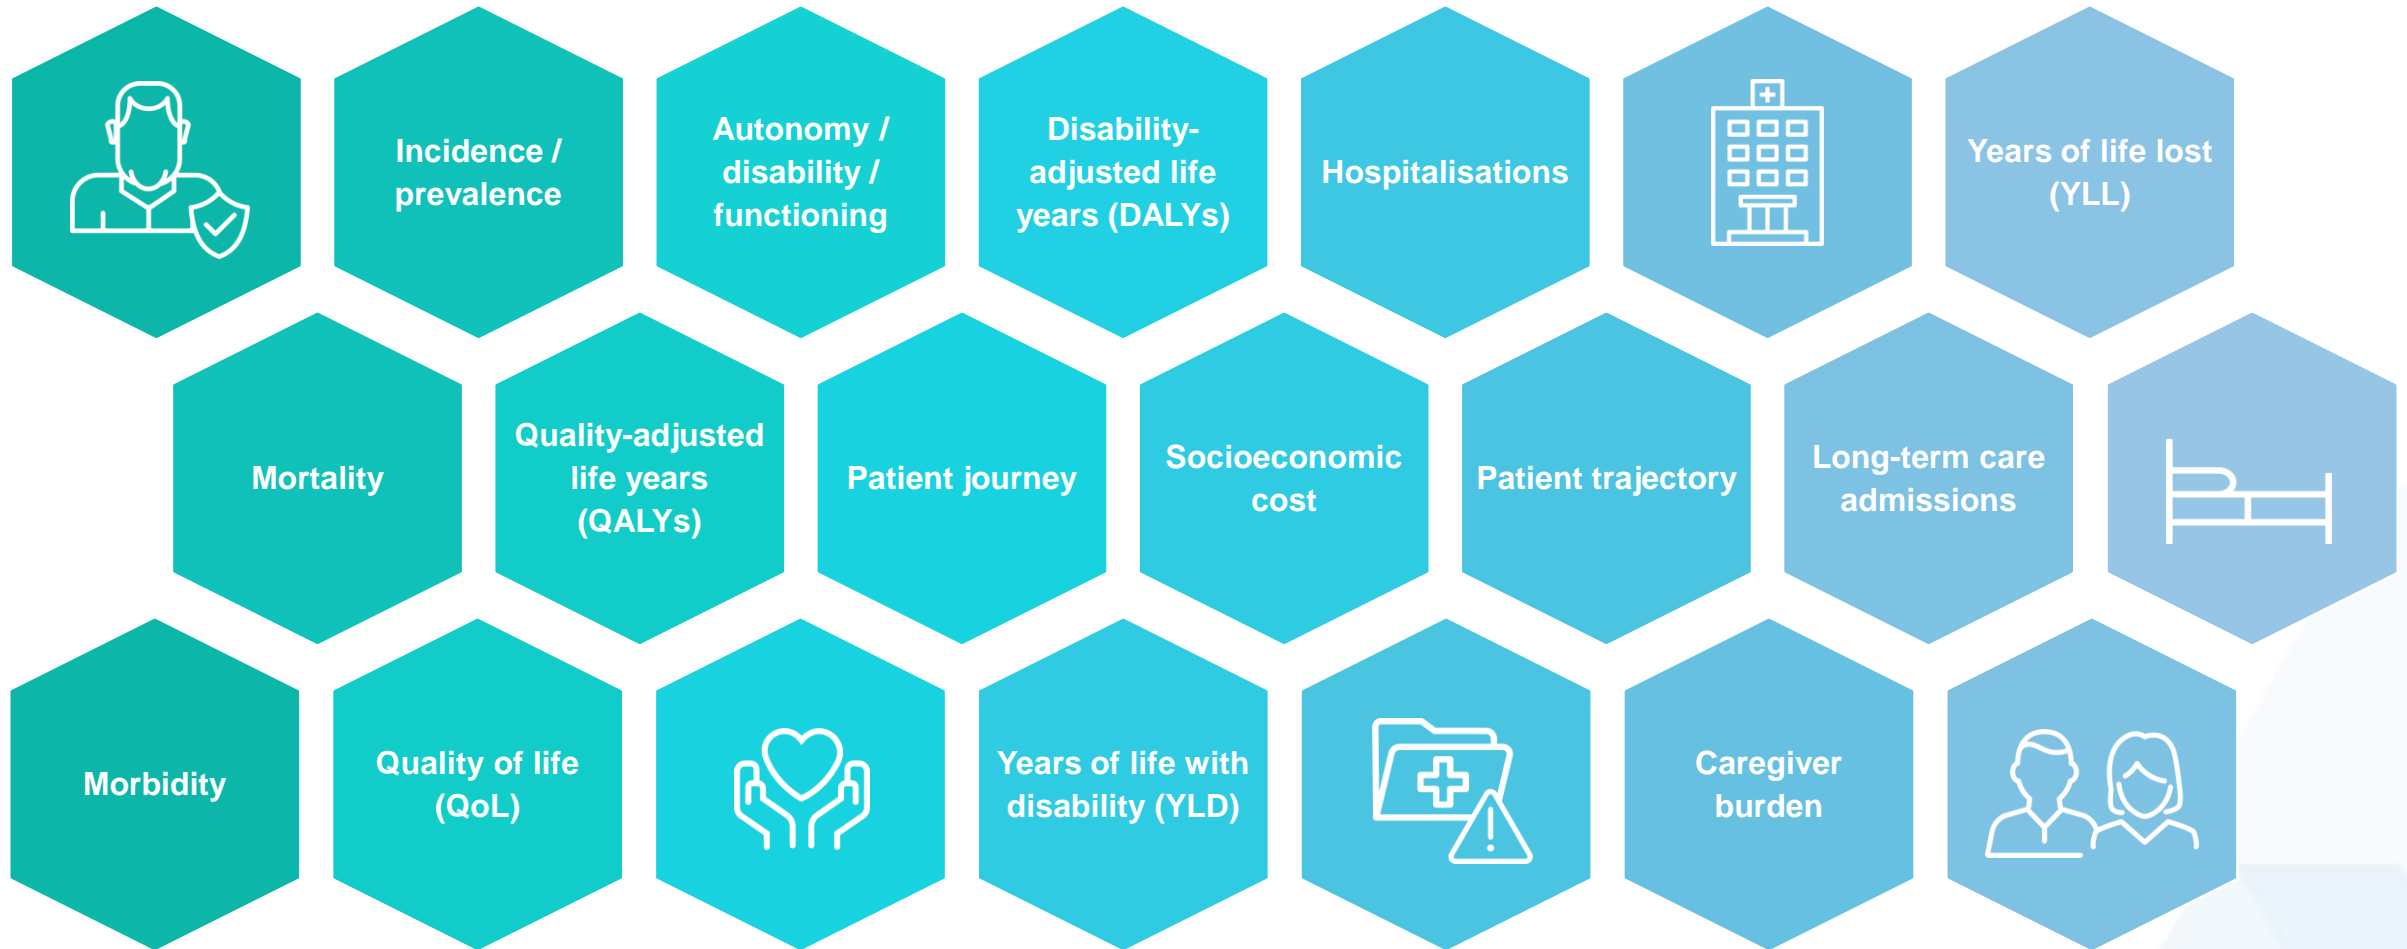 Incidence /
prevalence
Autonomy /
disability /
functioning
Disability-
adjusted life
years (DALYs)
Hospitalisations
Years of life lost
(YLL)
Mortality
Quality-adjusted
life years
(QALYs)
Patient journey
Socioeconomic
cost
Patient trajectory
Long-term care
admissions
Morbidity
Quality of life
(QoL)
Years of life with
disability (YLD)
Caregiver
burden